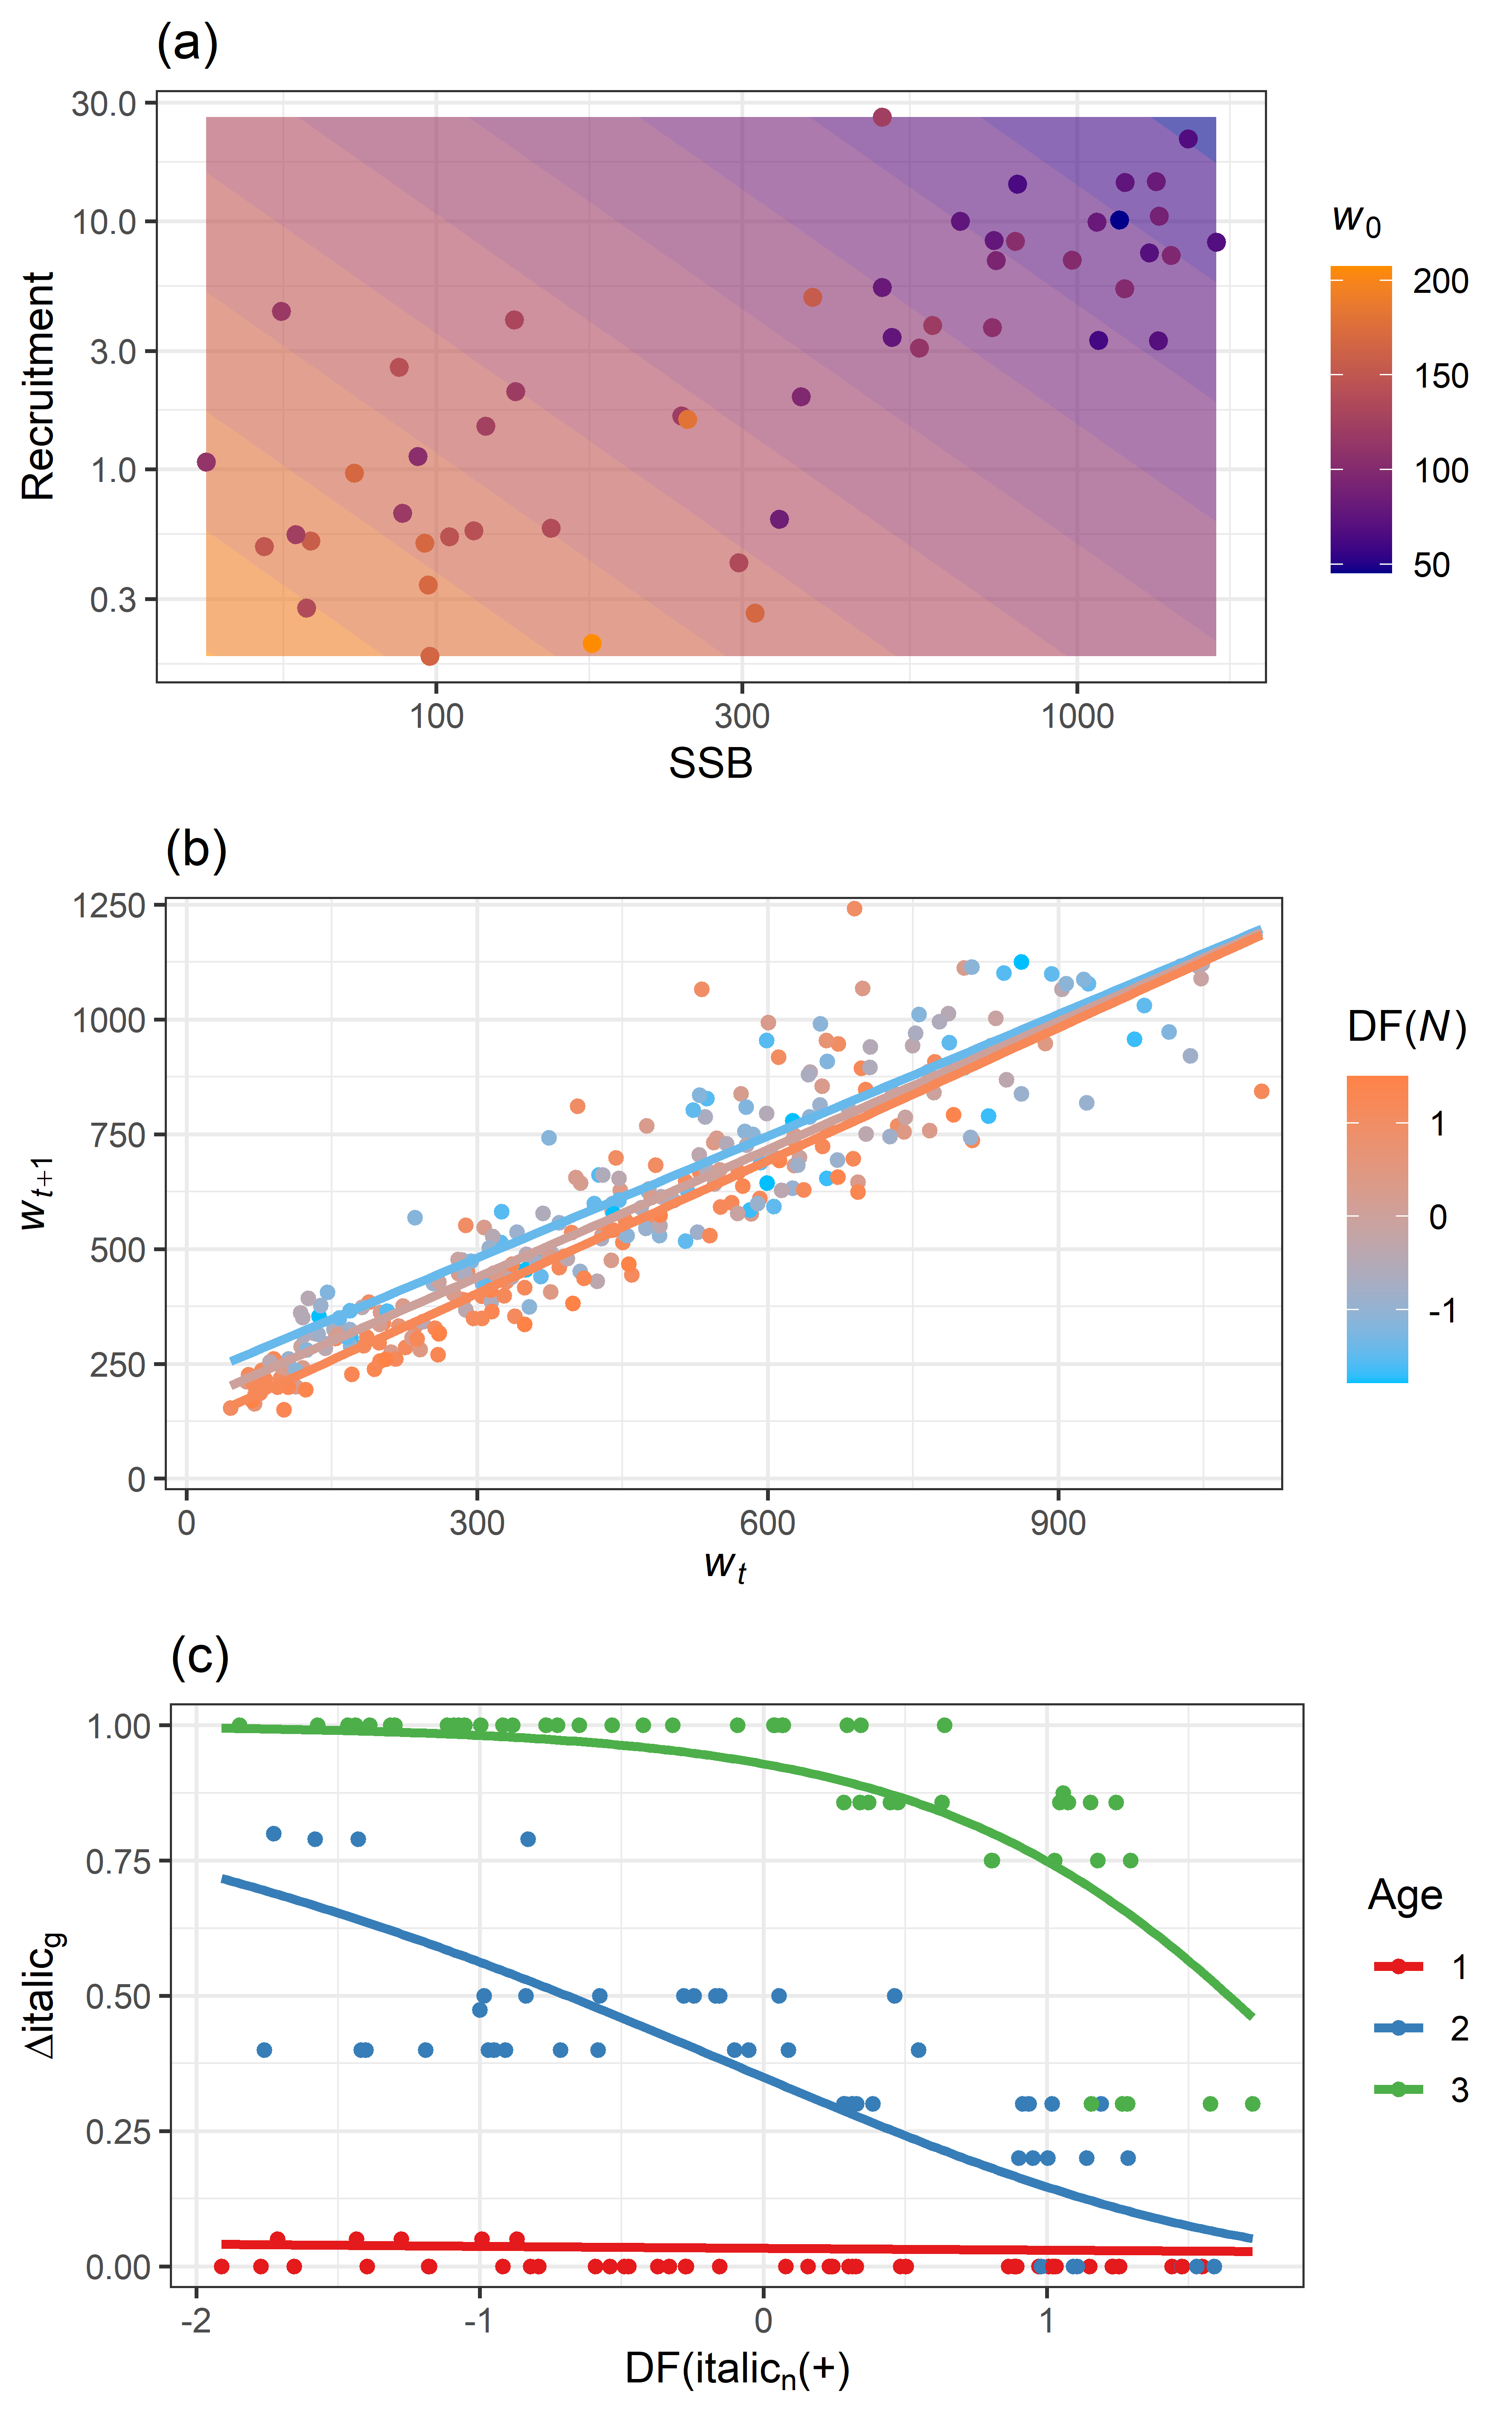 (a)
30.0
10.0
3.0
1.0
0.3
Recruitment
100 300 1000
SSB
w0
200
150
100
50
(b)
1250
1000
750
500
250
0
wt+1
0 300 600 900
wt
DF(N)
1
0
-1
(c)
1.00
0.75
0.50
0.25
0.00
Δitalicg
-2 -1 0 1
DF(italicn(+)
Age
1
2
3